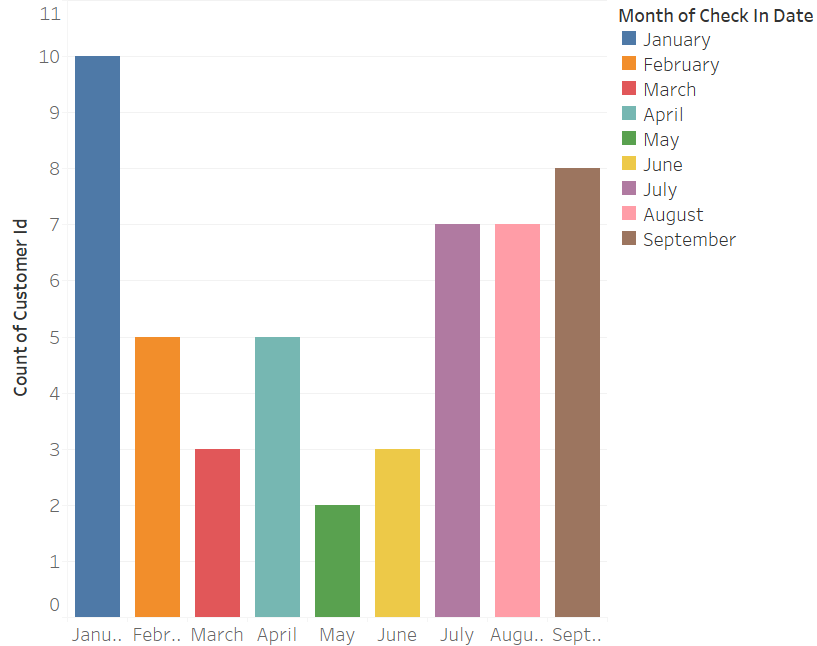 Count of Customer Id
11
10
9
8
7
6
5
4
3
2
1
0
Janu..
Febr..
March
April
May
June
July
Augu..
Sept..
Month of Check In Date
January
February
March
April
May
June
July
August
September